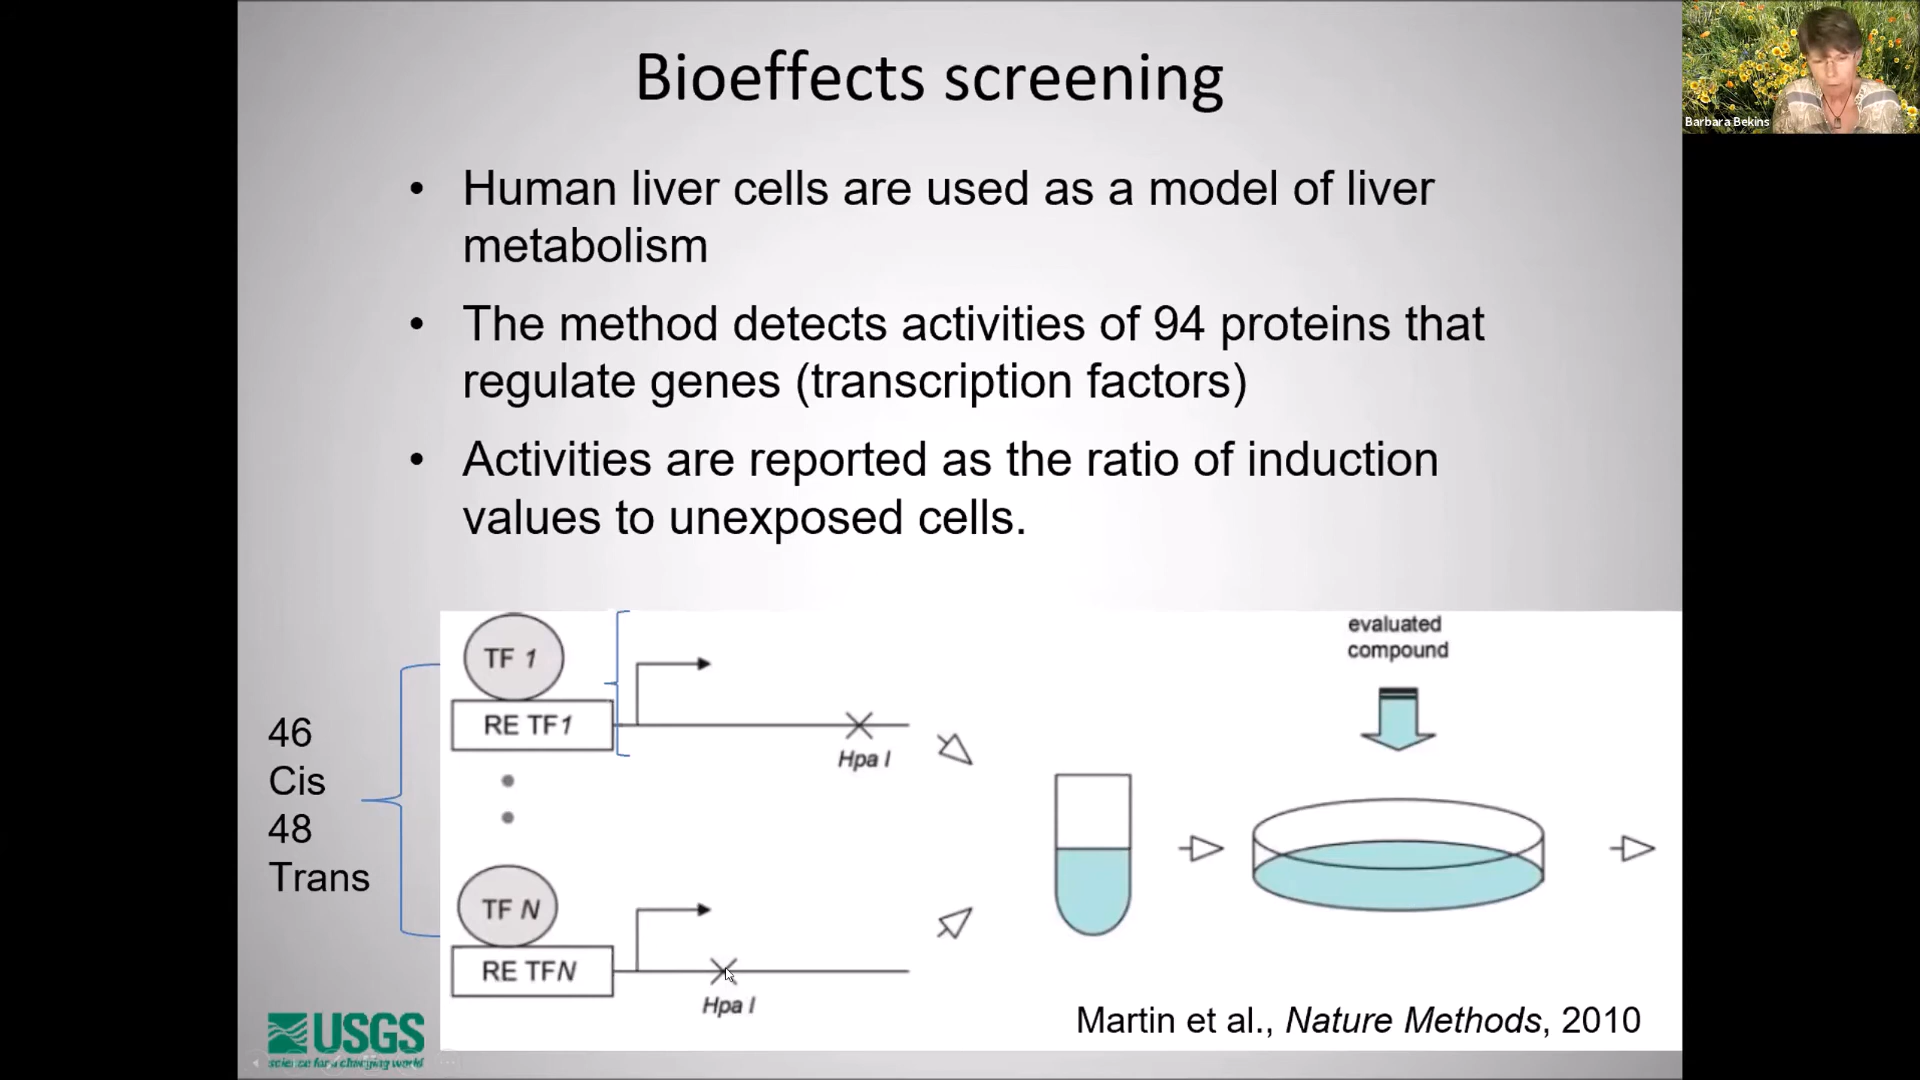 Bioeffects screening
Barbara Bekins
• Human liver cells are used as a model of liver
metabolism
• The method detects activities of 94 proteins that
regulate genes (transcription factors)
• Activities are reported as the ratio of induction
values to unexposed cells.
46
Cis
48
Trans
TF 1
RE TF1
Hpa I
TF N
RE TFN
Hpa I
evaluated
compound
Martin et al., Nature Methods, 2010
USGS
science for a changing world